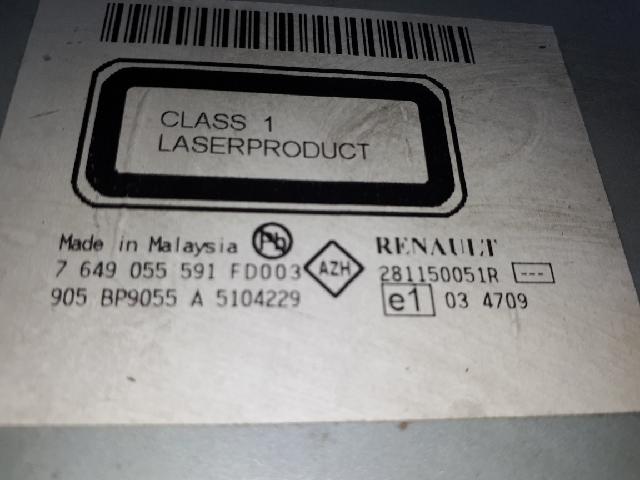 CLASS 1
LASERPRODUCT
Made in Malaysia Pb
7 649 055 591 FD003
905 BP9055 A 5104229
AZH
RENAULT
281150051R ---
e1 03 4709